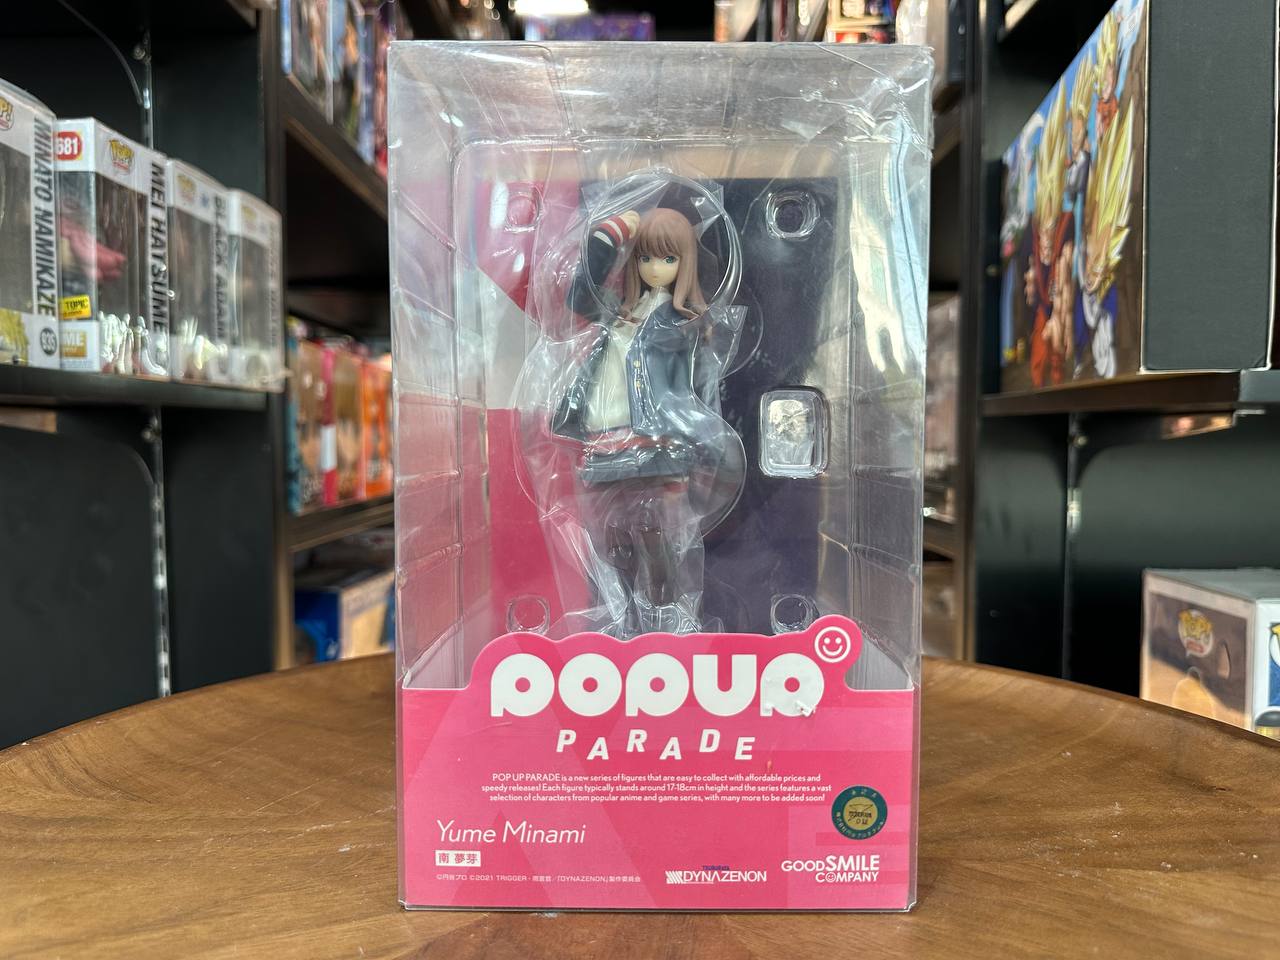 MINATO NAMIKAZE
935
681
POP!
MEI HATSUME
TOPIC
BLACK ADAM
POPUP
PARADE
POP UP PARADE is a new series of figures that are easy to collect with affordable prices and
speedy releases! Each figure typically stands around 17-18cm in height and the series features a vast
selection of characters from popular anime and game series, with many more to be added soon!
Yume Minami
南 夢芽
©円谷プロ ©2021 TRIGGER・雨宮哲／「DYNAZENON」製作委員会
DYNAZENON
GOOD SMILE
COMPANY